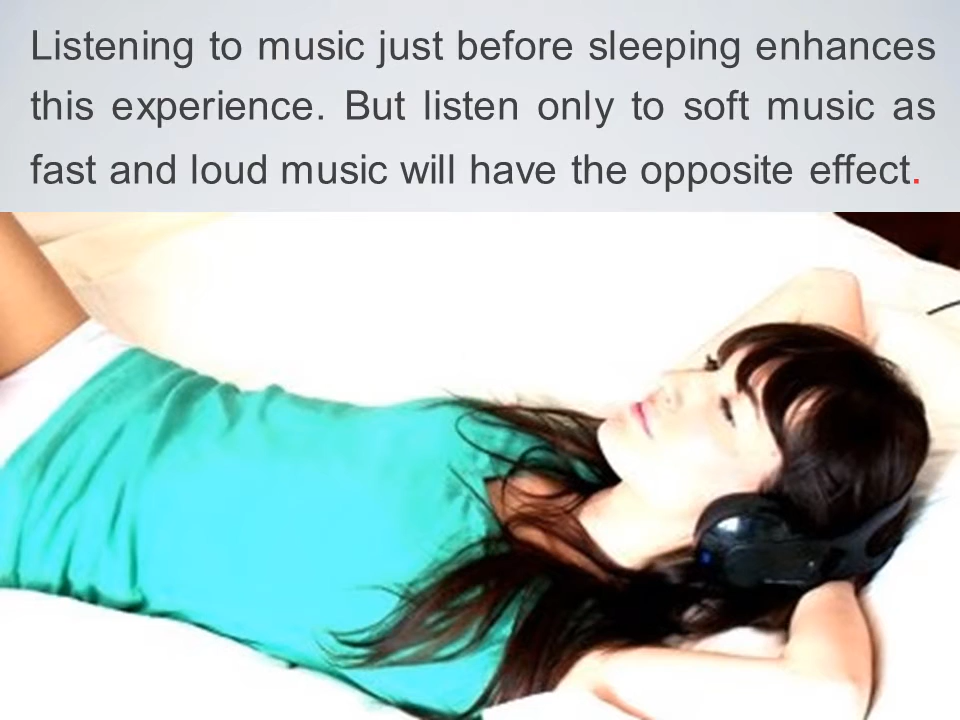 Listening to music just before sleeping enhances
this experience. But listen only to soft music as
fast and loud music will have the opposite effect.